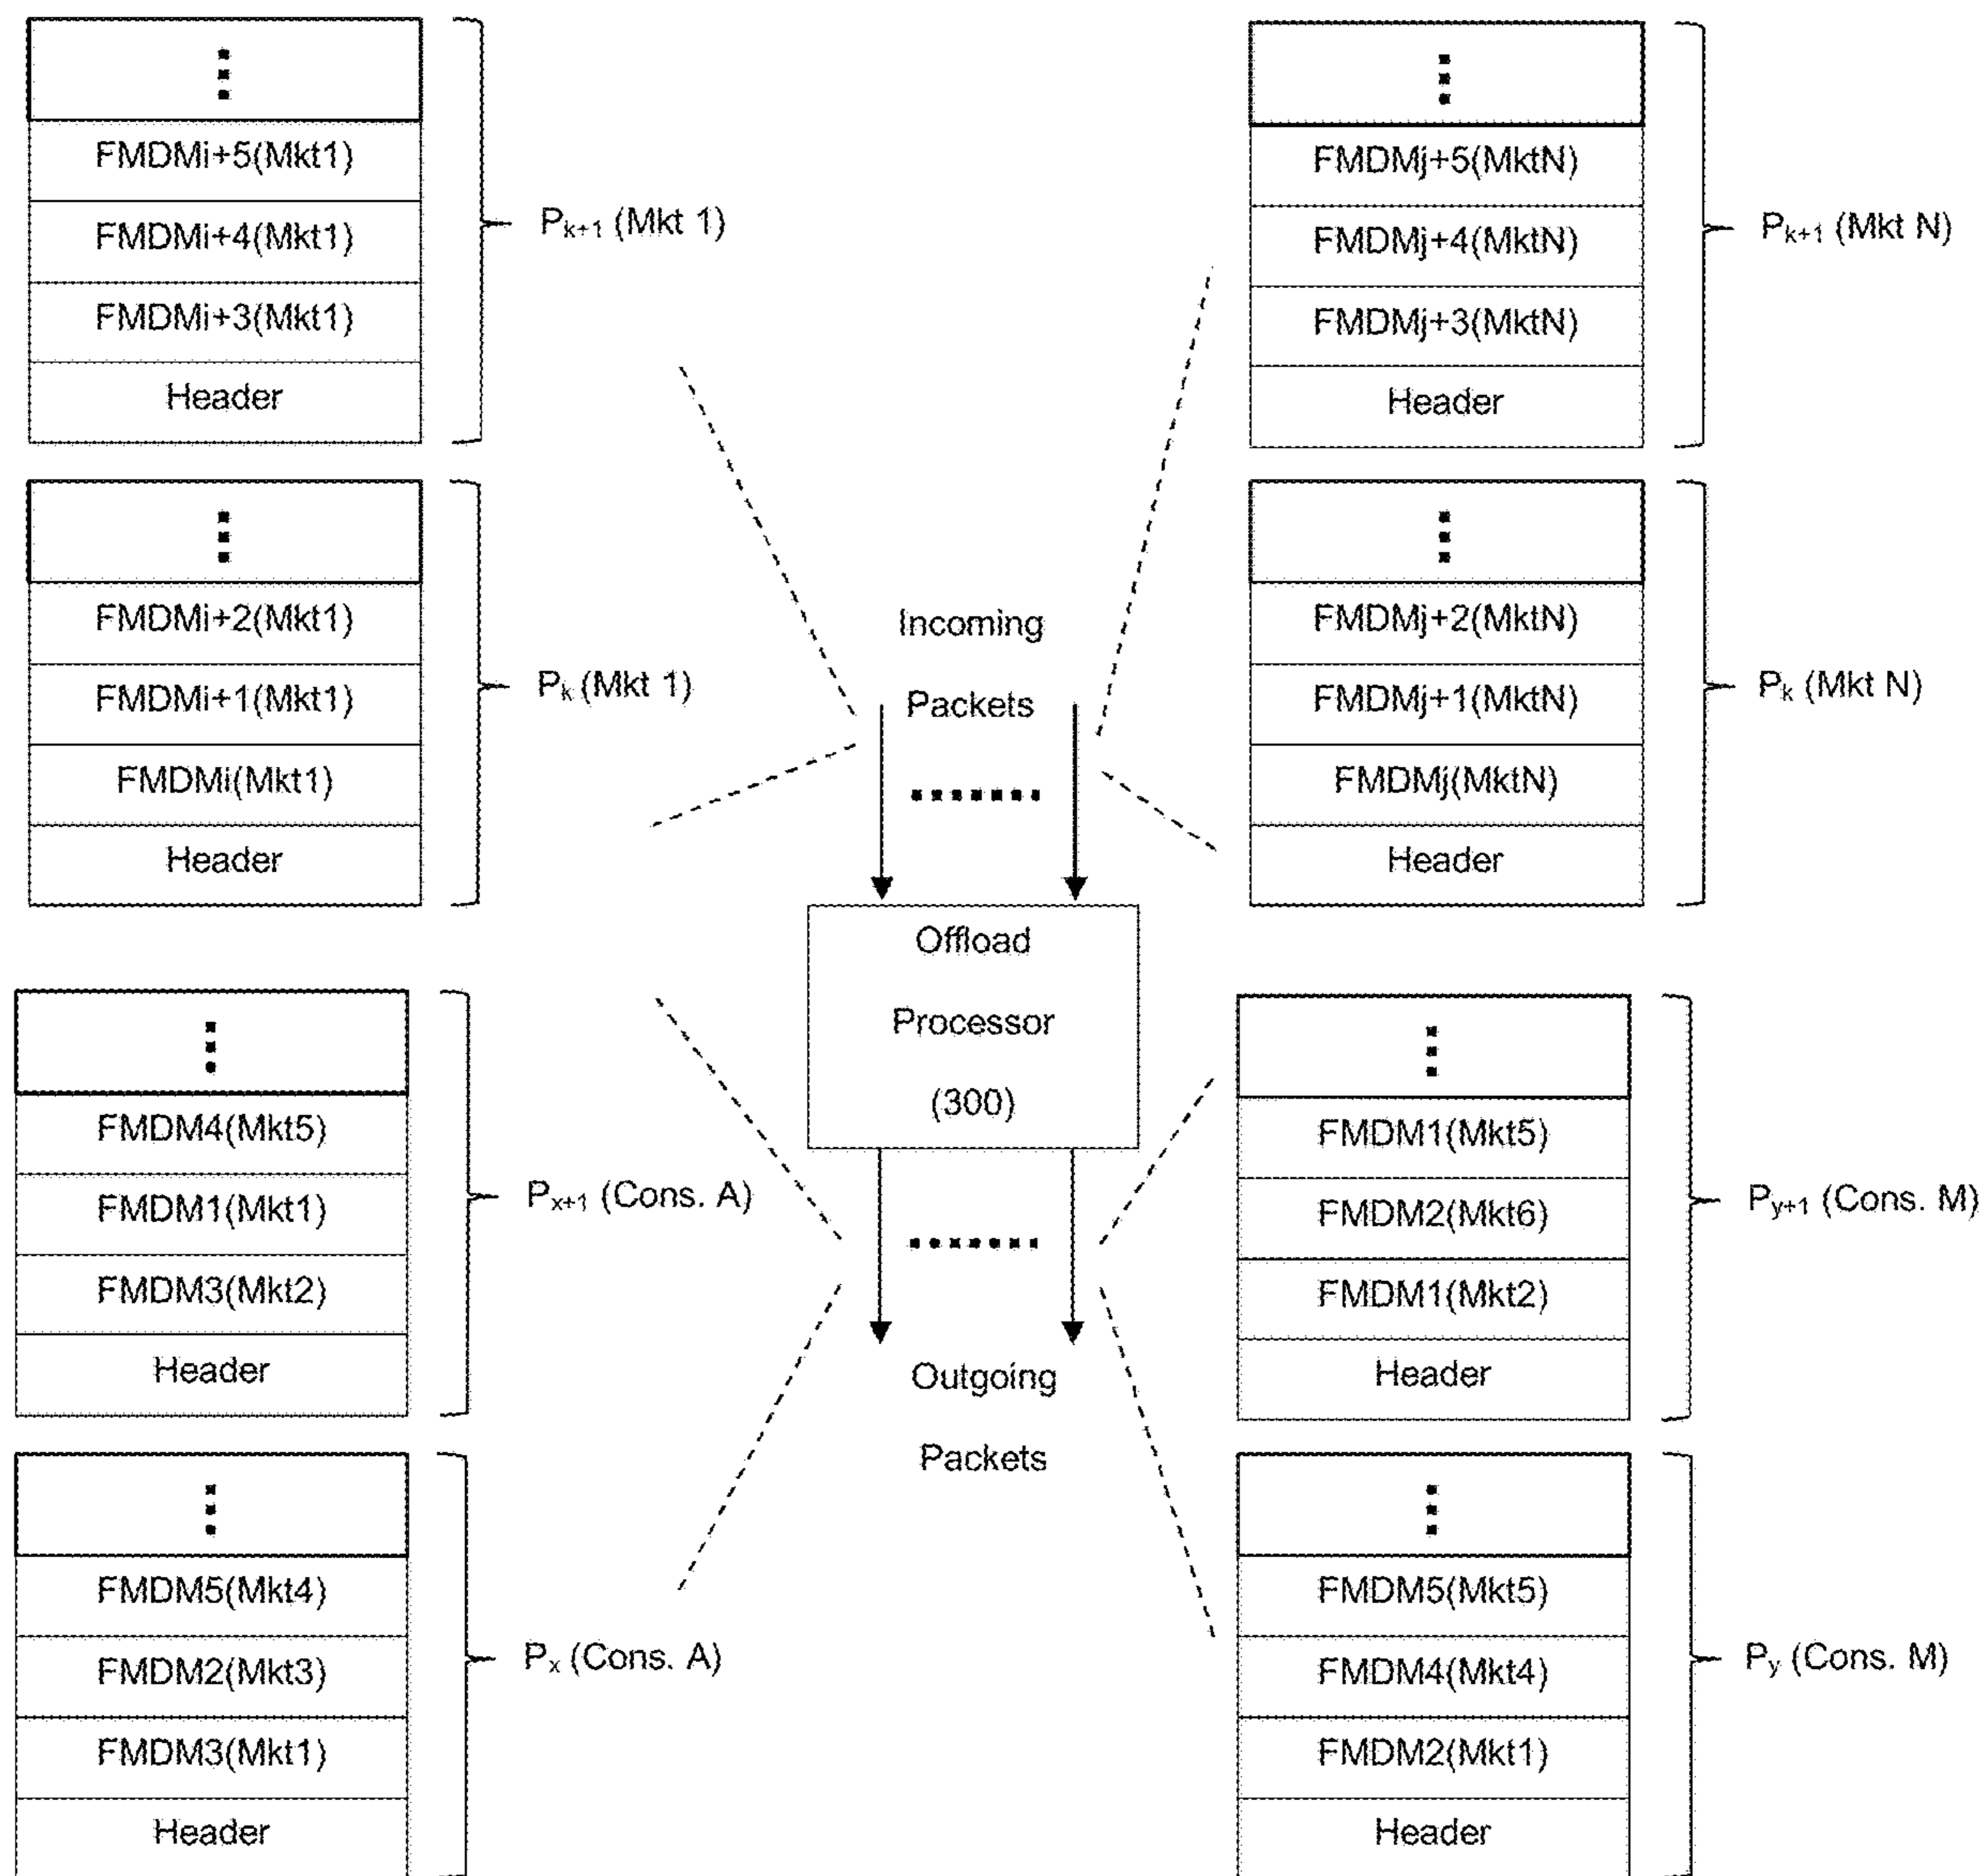 FMDMi+5(Mkt1)
FMDMi+4(Mkt1)
FMDMi+3(Mkt1)
Header
Pk+1 (Mkt 1)
FMDMj+5(MktN)
FMDMj+4(MktN)
FMDMj+3(MktN)
Header
Pk+1 (Mkt N)
FMDMi+2(Mkt1)
FMDMi+1(Mkt1)
FMDMi(Mkt1)
Header
Pk (Mkt 1)
Incoming
Packets
FMDMj+2(MktN)
FMDMj+1(MktN)
FMDMj(MktN)
Header
Pk (Mkt N)
Offload
Processor
(300)
FMDM4(Mkt5)
FMDM1(Mkt1)
FMDM3(Mkt2)
Header
Px+1 (Cons. A)
FMDM1(Mkt5)
FMDM2(Mkt6)
FMDM1(Mkt2)
Header
Py+1 (Cons. M)
Outgoing
Packets
FMDM5(Mkt4)
FMDM2(Mkt3)
FMDM3(Mkt1)
Header
Px (Cons. A)
FMDM5(Mkt5)
FMDM4(Mkt4)
FMDM2(Mkt1)
Header
Py (Cons. M)